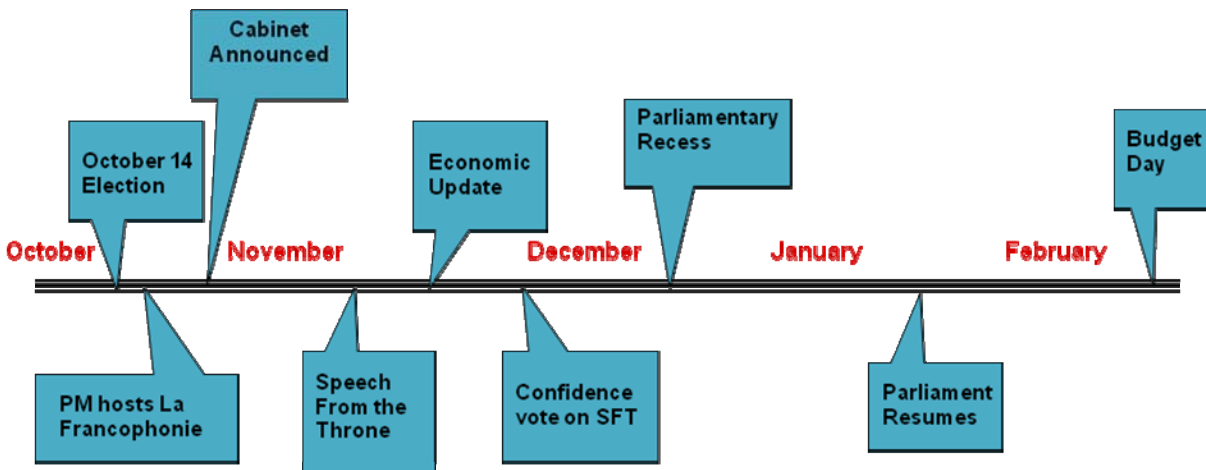 Cabinet
Announced
October 14
Election
Economic
Update
Parliamentary
Recess
Budget
Day
October
November
December
January
February
PM hosts La
Francophonie
Speech
From the
Throne
Confidence
vote on SFT
Parliament
Resumes